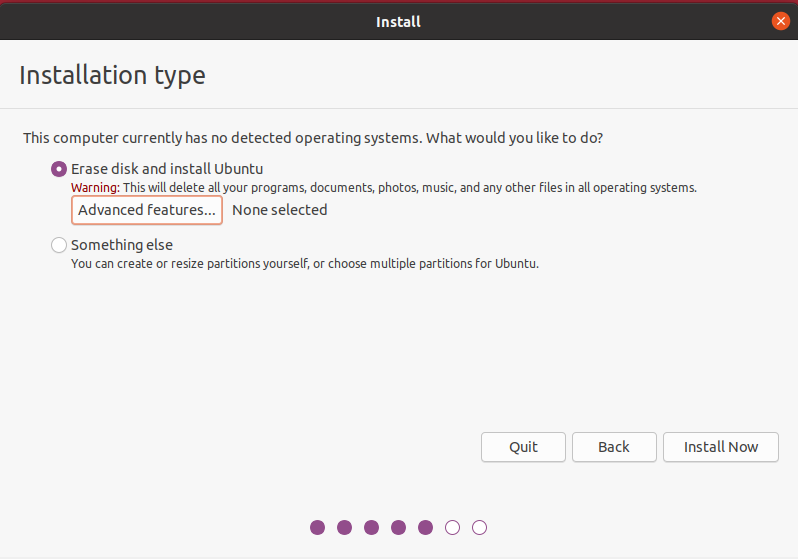 Install
Installation type
This computer currently has no detected operating systems. What would you like to do?
Erase disk and install Ubuntu
Warning: This will delete all your programs, documents, photos, music, and any other files in all operating systems.
Advanced features... None selected
Something else
You can create or resize partitions yourself, or choose multiple partitions for Ubuntu.
Quit Back Install Now